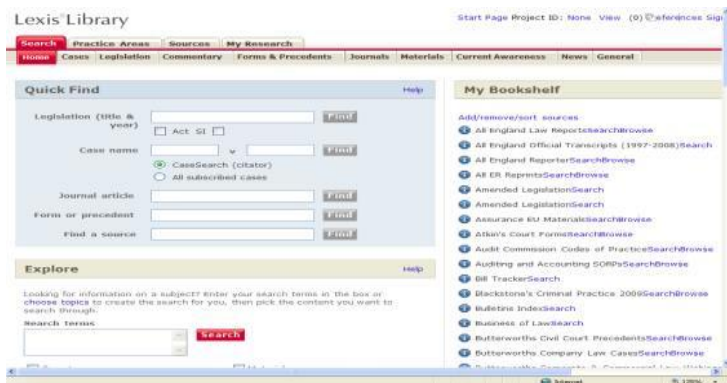 Lexis®Library
Start Page Project ID: None View (0)
Search Practice Areas Sources My Research
Home Cases Legislation Commentary Forms & Precedents Journals Materials Current Awareness News General
Quick Find Help
Legislation (title & year) Find
Act SI
Case name v Find
CaseSearch (citator)
All subscribed cases
Journal article Find
Form or precedent Find
Find a source Find
Explore Help
Looking for information on a subject? Enter your search terms in the box or
choose topics to create the search for you, then pick the content you want to
search through.
Search terms
Search
My Bookshelf
Add/remove/sort sources
All England Law ReportsSearchBrowse
All England Official Transcripts (1997-2008)Search
All England ReporterSearchBrowse
All ER ReprintsSearchBrowse
Amended LegislationSearch
Amended LegislationSearch
Assurance EU MaterialsSearchBrowse
Atkin's Court FormsSearchBrowse
Audit Commission Codes of PracticeSearch
Auditing and Accounting SORPsSearchBrowse
Bill TrackerSearch
Blackstone's Criminal Practice 2009SearchBrowse
Bulletins IndexSearch
Business of LawSearch
Butterworths Civil Court PrecedentsSearchBrowse
Butterworths Company Law CasesSearchBrowse
Internet